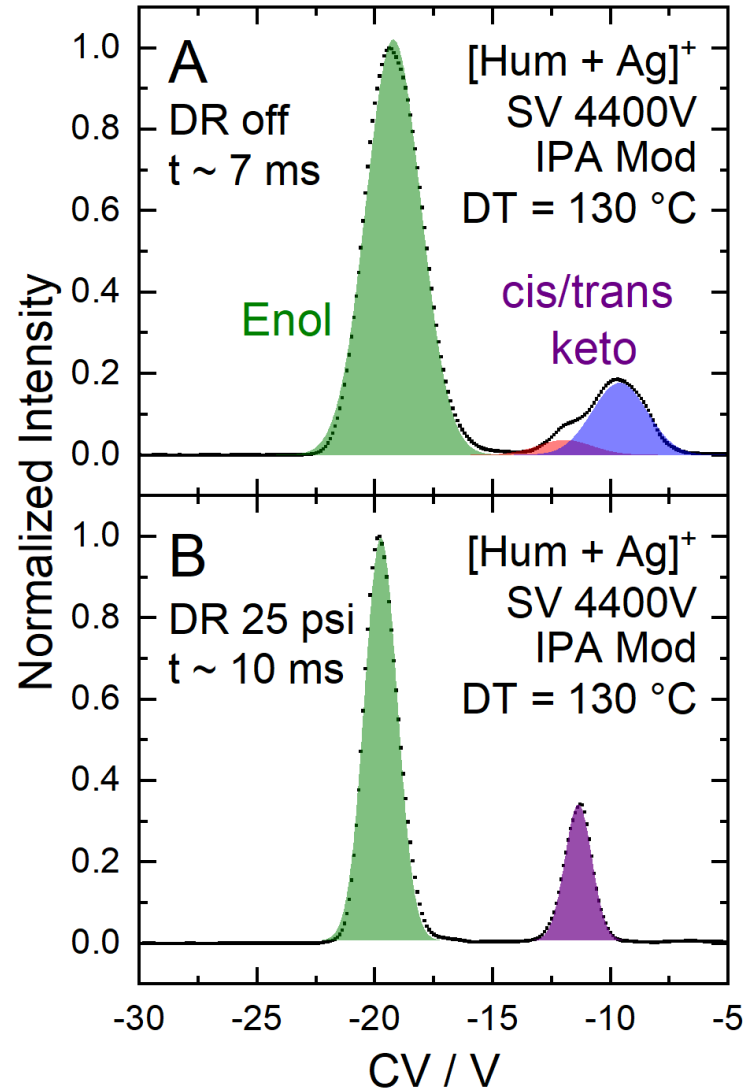 A
DR off
t ~ 7 ms
[Hum + Ag]⁺
SV 4400V
IPA Mod
DT = 130 °C
Enol
cis/trans
keto
1.0
0.8
0.6
0.4
0.2
0.0
B
DR 25 psi
t ~ 10 ms
[Hum + Ag]⁺
SV 4400V
IPA Mod
DT = 130 °C
1.0
0.8
0.6
0.4
0.2
0.0
Normalized Intensity
-30 -25 -20 -15 -10 -5
CV / V